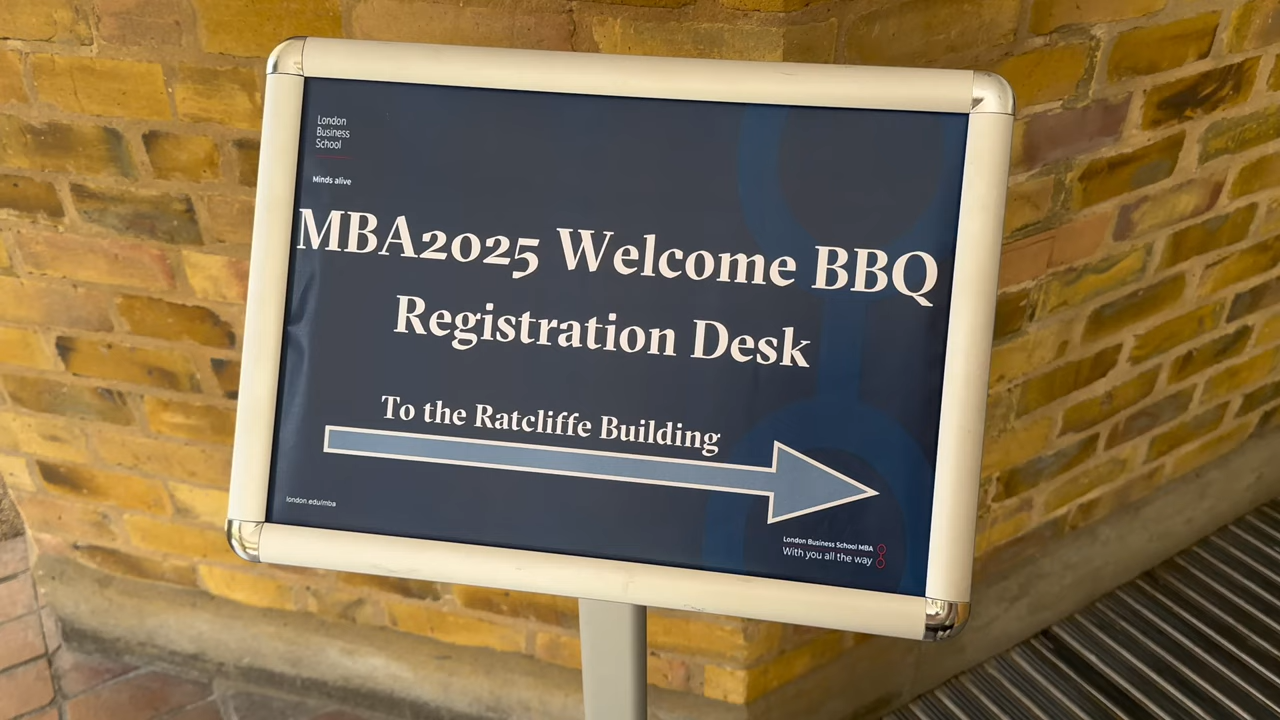 London
Business
School
Minds alive
MBA2025 Welcome BBQ
Registration Desk
To the Ratcliffe Building
london.edu/mba
London Business School MBA
With you all the way